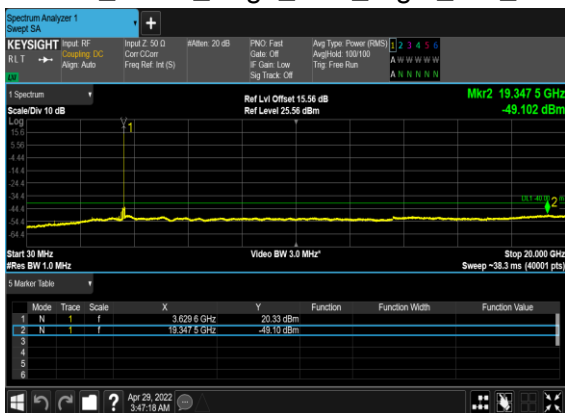 Spectrum Analyzer 1
Swept SA
+
KEYSIGHT
RLT
LXI
Input: RF
Coupling: DC
Align: Auto
Input Z: 50 Ω
Corr CCorr
Freq Ref: Int (S)
#Atten: 20 dB
PNO: Fast
Gate: Off
IF Gain: Low
Sig Track: Off
Avg Type: Power (RMS)
Avg|Hold: 100/100
Trig: Free Run
1 2 3 4 5 6
A W W W W W
A N N N N N
1 Spectrum
Scale/Div 10 dB
Ref Lvl Offset 15.56 dB
Ref Level 25.56 dBm
Mkr2 19.347 5 GHz
-49.102 dBm
Log
15.6
5.56
-4.44
-14.4
-24.4
-34.4
-44.4
-54.4
-64.4
1
2
Start 30 MHz
#Res BW 1.0 MHz
Video BW 3.0 MHz*
Stop 20.000 GHz
Sweep ~38.3 ms (40001 pts)
5 Marker Table
Mode Trace Scale X Y Function Function Width Function Value
1 N 1 f 3.629 6 GHz 20.33 dBm
2 N 1 f 19.347 5 GHz -49.10 dBm
3
4
5
6
?
Apr 29, 2022
3:47:18 AM